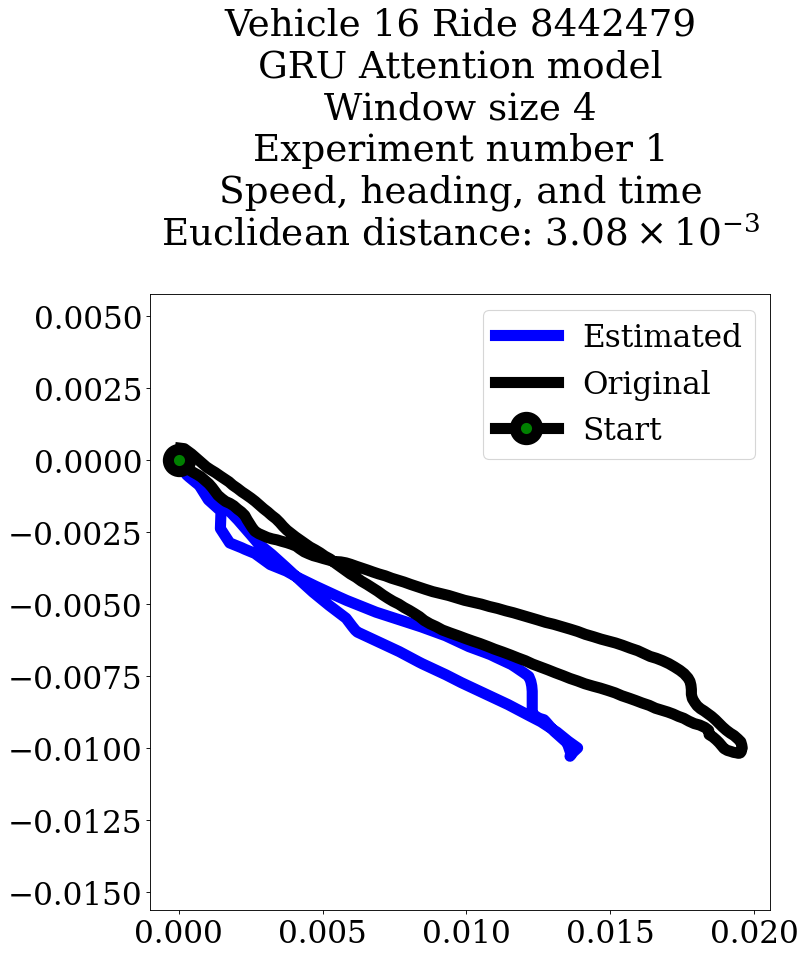 Vehicle 16 Ride 8442479
GRU Attention model
Window size 4
Experiment number 1
Speed, heading, and time
Euclidean distance: 3.08 × 10⁻³
0.0050
0.0025
0.0000
−0.0025
−0.0050
−0.0075
−0.0100
−0.0125
−0.0150
Estimated
Original
Start
0.000 0.005 0.010 0.015 0.020